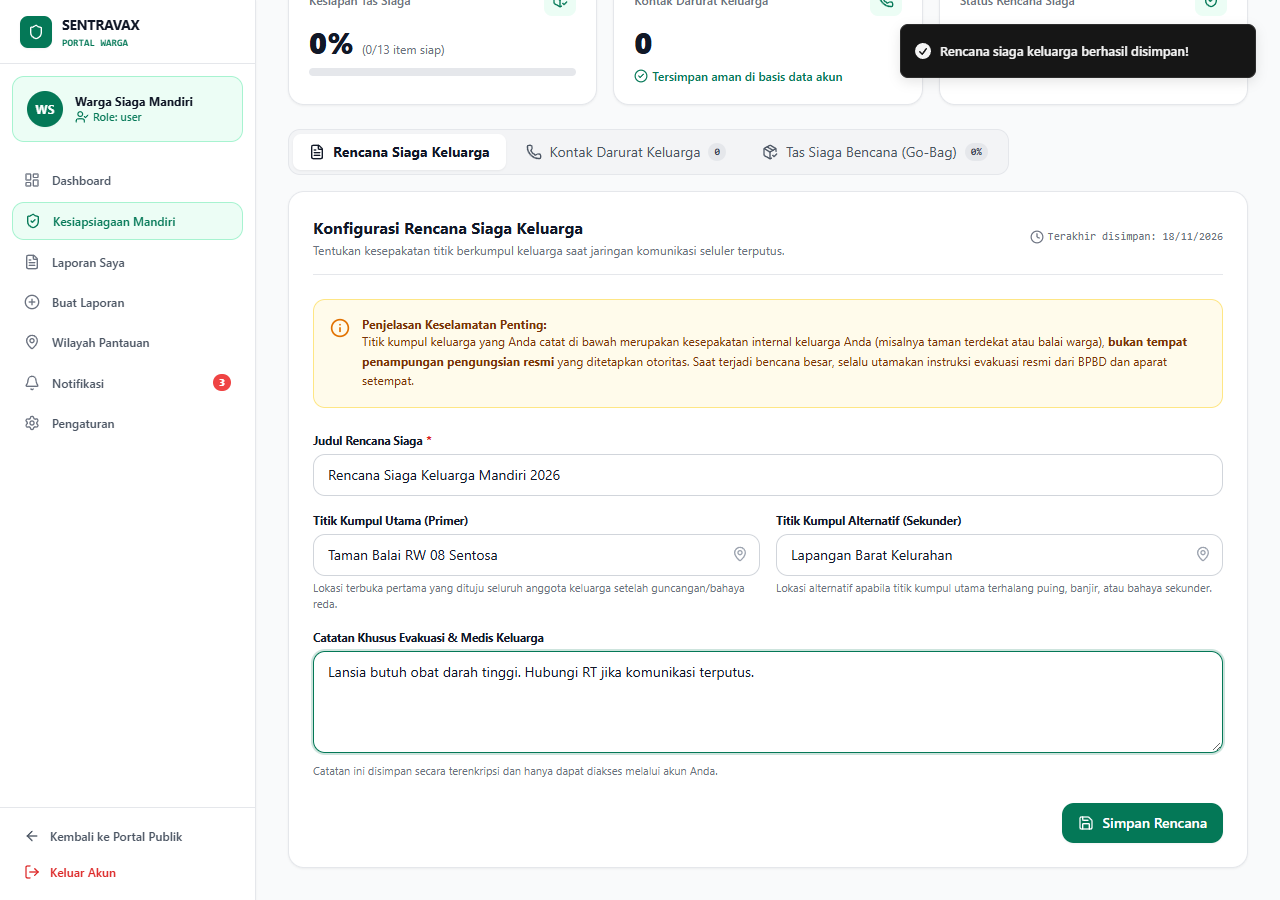 SENTRAVAX
PORTAL WARGA
WS
Warga Siaga Mandiri
Role: user
Dashboard
Kesiapsiagaan Mandiri
Laporan Saya
Buat Laporan
Wilayah Pantauan
Notifikasi 3
Pengaturan
Kembali ke Portal Publik
Keluar Akun
Kesiapan Tas Siaga
0% (0/13 item siap)
Kontak Darurat Keluarga
0
Tersimpan aman di basis data akun
Status Rencana Siaga
Rencana siaga keluarga berhasil disimpan!
Rencana Siaga Keluarga
Kontak Darurat Keluarga 0
Tas Siaga Bencana (Go-Bag) 0%
Konfigurasi Rencana Siaga Keluarga
Tentukan kesepakatan titik berkumpul keluarga saat jaringan komunikasi seluler terputus.
Terakhir disimpan: 18/11/2026
Penjelasan Keselamatan Penting:
Titik kumpul keluarga yang Anda catat di bawah merupakan kesepakatan internal keluarga Anda (misalnya taman terdekat atau balai warga), bukan tempat
penampungan pengungsian resmi yang ditetapkan otoritas. Saat terjadi bencana besar, selalu utamakan instruksi evakuasi resmi dari BPBD dan aparat
setempat.
Judul Rencana Siaga *
Rencana Siaga Keluarga Mandiri 2026
Titik Kumpul Utama (Primer)
Taman Balai RW 08 Sentosa
Lokasi terbuka pertama yang dituju seluruh anggota keluarga setelah guncangan/bahaya
reda.
Titik Kumpul Alternatif (Sekunder)
Lapangan Barat Kelurahan
Lokasi alternatif apabila titik kumpul utama terhalang puing, banjir, atau bahaya sekunder.
Catatan Khusus Evakuasi & Medis Keluarga
Lansia butuh obat darah tinggi. Hubungi RT jika komunikasi terputus.
Catatan ini disimpan secara terenkripsi dan hanya dapat diakses melalui akun Anda.
Simpan Rencana